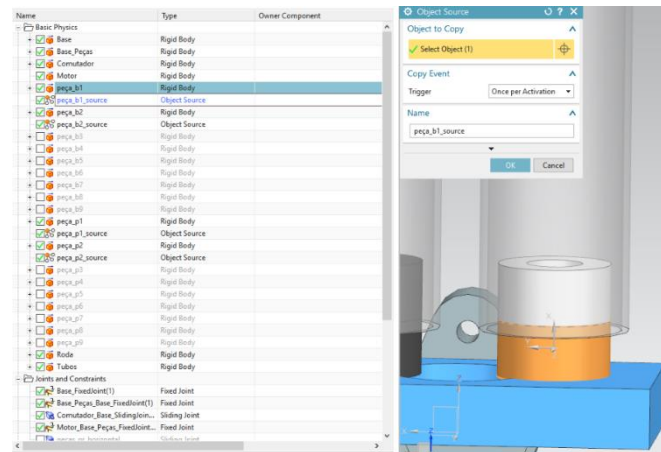 Name Type Owner Component
Basic Physics
Base Rigid Body
Base_Peças Rigid Body
Comutador Rigid Body
Motor Rigid Body
peça_b1 Rigid Body
peça_b1_source Object Source
peça_b2 Rigid Body
peça_b2_source Object Source
peça_b3 Rigid Body
peça_b4 Rigid Body
peça_b5 Rigid Body
peça_b6 Rigid Body
peça_b7 Rigid Body
peça_b8 Rigid Body
peça_b9 Rigid Body
peça_p1 Rigid Body
peça_p1_source Object Source
peça_p2 Rigid Body
peça_p2_source Object Source
peça_p3 Rigid Body
peça_p4 Rigid Body
peça_p5 Rigid Body
peça_p6 Rigid Body
peça_p7 Rigid Body
peça_p8 Rigid Body
peça_p9 Rigid Body
Roda Rigid Body
Tubos Rigid Body
Joints and Constraints
Base_FixedJoint(1) Fixed Joint
Base_Peças_Base_FixedJoint(1) Fixed Joint
Comutador_Base_SlidingJoin... Sliding Joint
Motor_Base_Peças_FixedJoint... Fixed Joint
Sliding Joint
Object Source
Object to Copy
Select Object (1)
Copy Event
Trigger Once per Activation
Name
peça_b1_source
OK Cancel